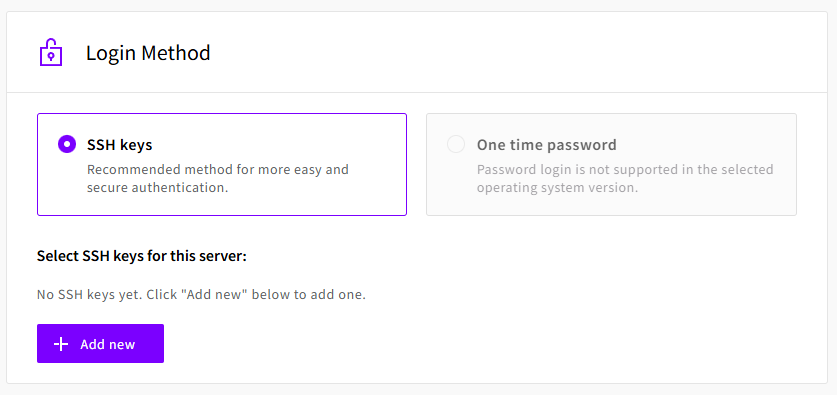 Login Method
SSH keys
Recommended method for more easy and
secure authentication.
One time password
Password login is not supported in the selected
operating system version.
Select SSH keys for this server:
No SSH keys yet. Click "Add new" below to add one.
Add new